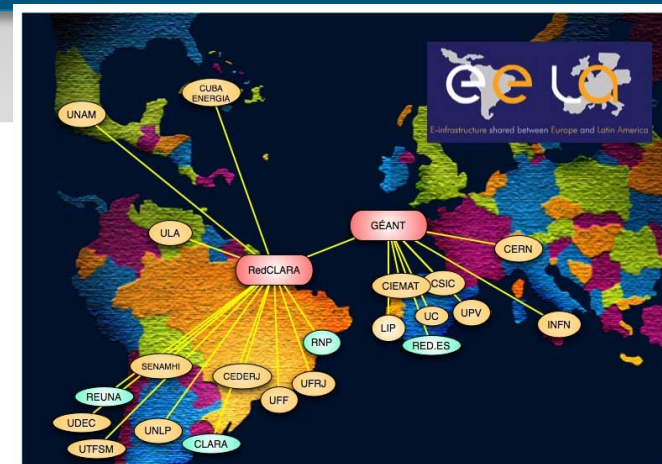 eela
E-infrastructure shared between Europe and Latin America
CUBA
ENERGIA
UNAM
ULA
GÉANT
CERN
RedCLARA
CIEMAT
CSIC
LIP
UC
UPV
INFN
RED.ES
RNP
SENAMHI
CEDERJ
UFRJ
REUNA
UFF
UDEC
UNLP
CLARA
UTFSM